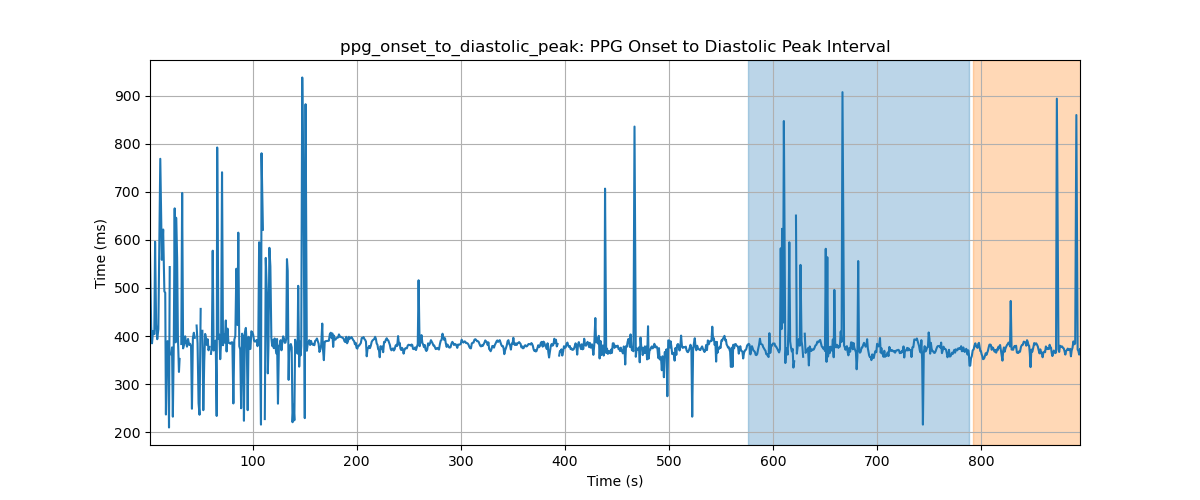 ppg_onset_to_diastolic_peak: PPG Onset to Diastolic Peak Interval
900
800
700
600
500
400
300
200
Time (ms)
100 200 300 400 500 600 700 800
Time (s)